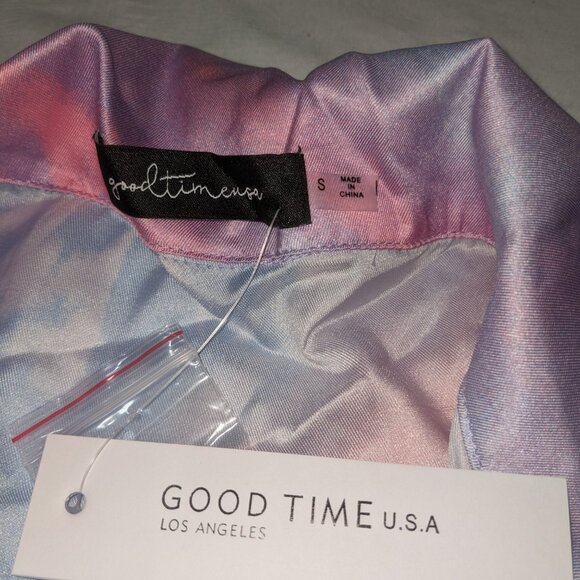 goodtimeusa
S
MADE
IN
CHINA
GOOD TIME U.S.A
LOS ANGELES